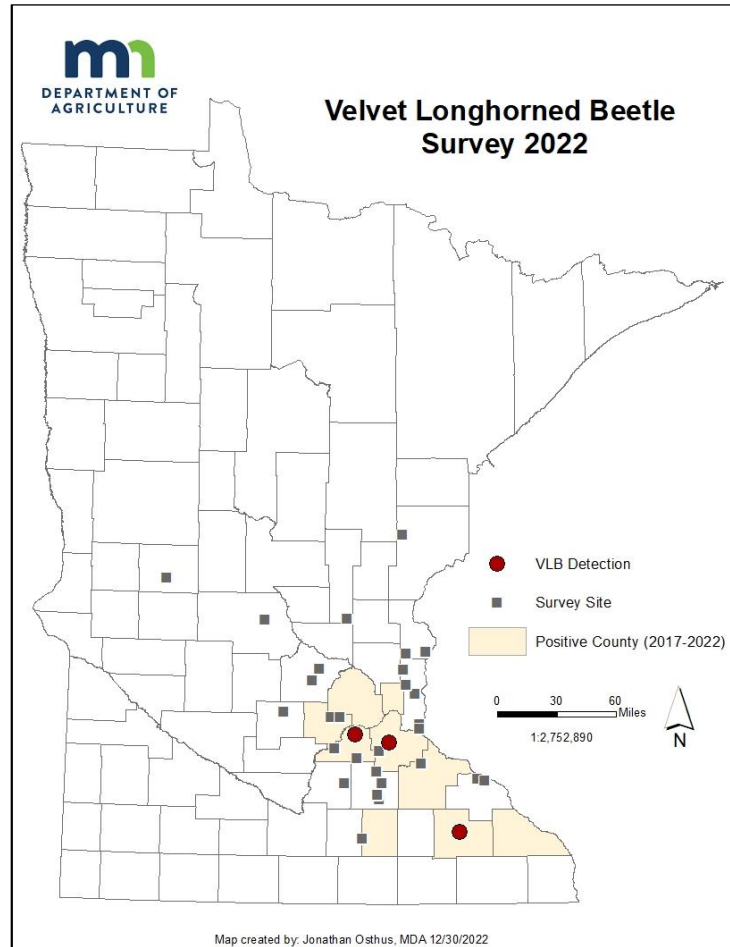 DEPARTMENT OF
AGRICULTURE
Velvet Longhorned Beetle
Survey 2022
VLB Detection
Survey Site
Positive County (2017-2022)
0 30 60
Miles
1:2,752,890
N
Map created by: Jonathan Osthus, MDA 12/30/2022